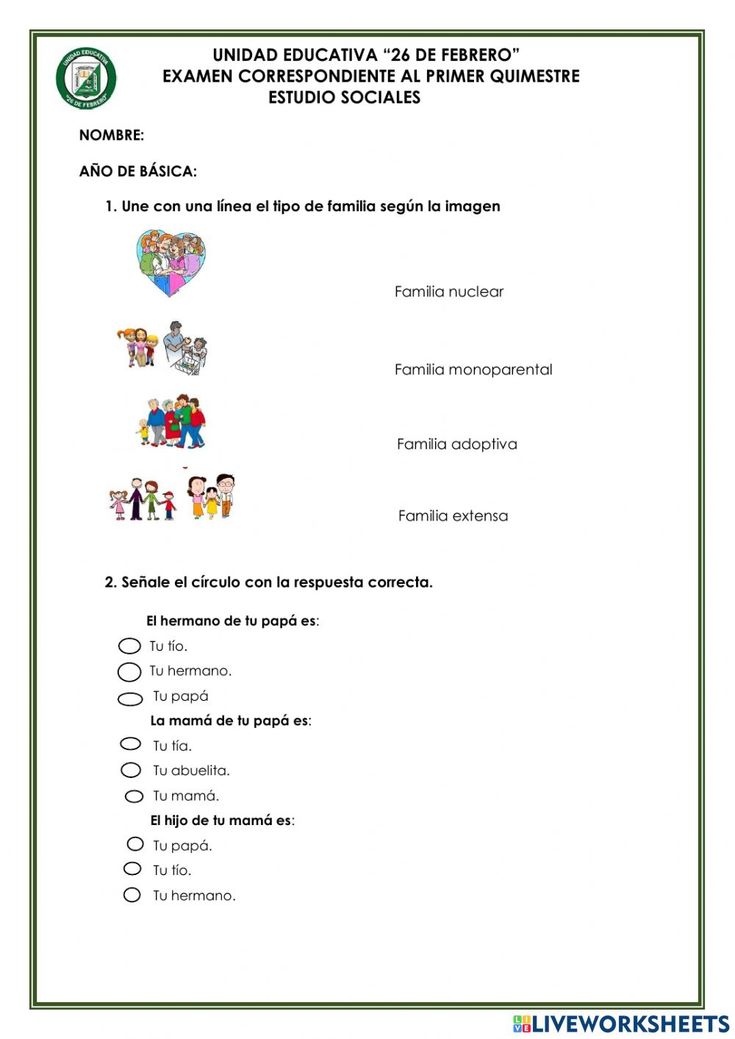 UNIDAD EDUCATIVA
"26 DE FEBRERO"
UNIDAD EDUCATIVA “26 DE FEBRERO”
EXAMEN CORRESPONDIENTE AL PRIMER QUIMESTRE
ESTUDIO SOCIALES
NOMBRE:
AÑO DE BÁSICA:
1. Une con una línea el tipo de familia según la imagen
Familia nuclear
Familia monoparental
Familia adoptiva
Familia extensa
2. Señale el círculo con la respuesta correcta.
El hermano de tu papá es:
Tu tío.
Tu hermano.
Tu papá
La mamá de tu papá es:
Tu tía.
Tu abuelita.
Tu mamá.
El hijo de tu mamá es:
Tu papá.
Tu tío.
Tu hermano.
LIVE LIVEWORKSHEETS